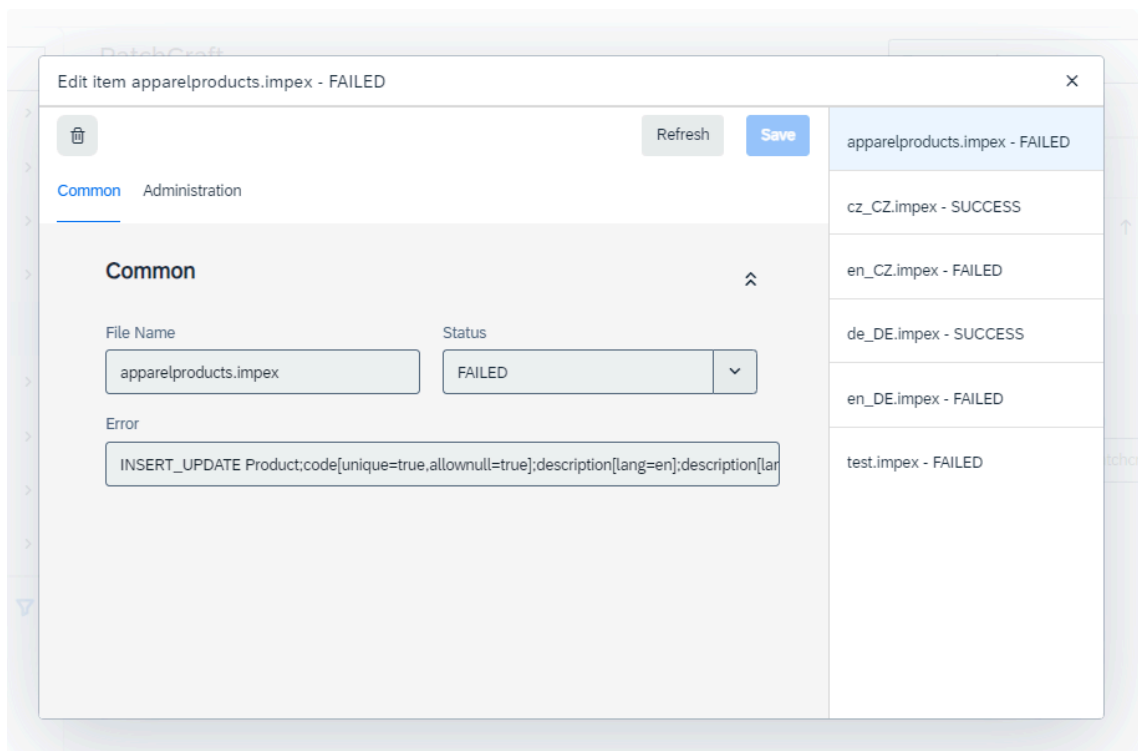 PatchCraft
Edit item apparelproducts.impex - FAILED
Refresh
Save
Common
Administration
Common
File Name
Status
apparelproducts.impex
FAILED
Error
INSERT_UPDATE Product;code[unique=true,allownull=true];description[lang=en];description[lan
apparelproducts.impex - FAILED
cz_CZ.impex - SUCCESS
en_CZ.impex - FAILED
de_DE.impex - SUCCESS
en_DE.impex - FAILED
test.impex - FAILED